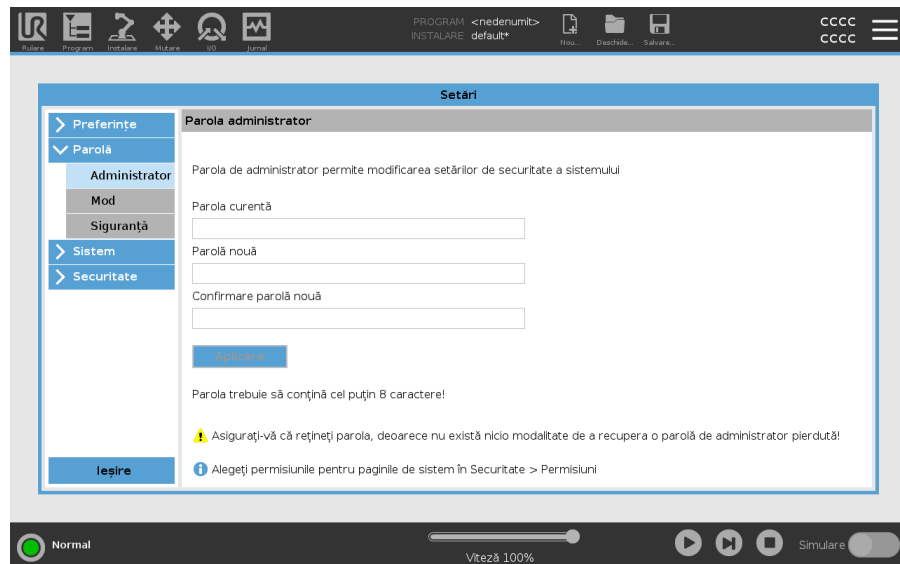 PROGRAM <nedenumit>
INSTALARE default*
cccc
cccc
Rulare Program Instalare Mutare I/O Jurnal Nou... Deschide... Salvare...
Setări
Preferințe
Parolă
Administrator
Mod
Siguranță
Sistem
Securitate
Ieșire
Parola administrator
Parola de administrator permite modificarea setărilor de securitate a sistemului
Parola curentă
Parolă nouă
Confirmare parolă nouă
Aplicare
Parola trebuie să conțină cel puțin 8 caractere!
Asigurați-vă că rețineți parola, deoarece nu există nicio modalitate de a recupera o parolă de administrator pierdută!
Alegeți permisiunile pentru paginile de sistem în Securitate > Permisiuni
Normal
Viteză 100%
Simulare